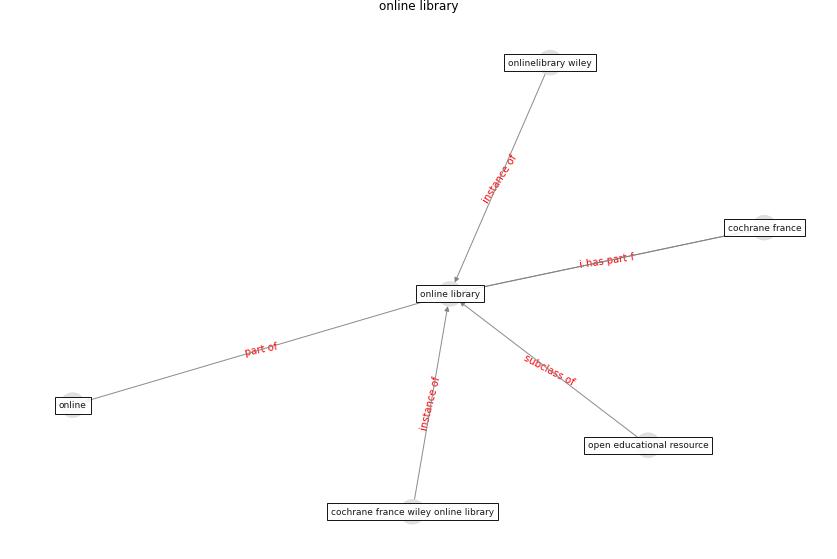 online library
onlinelibrary wiley
instance of
cochrane france
i has part f
online library
part of
subclass of
instance of
online
open educational resource
cochrane france wiley online library